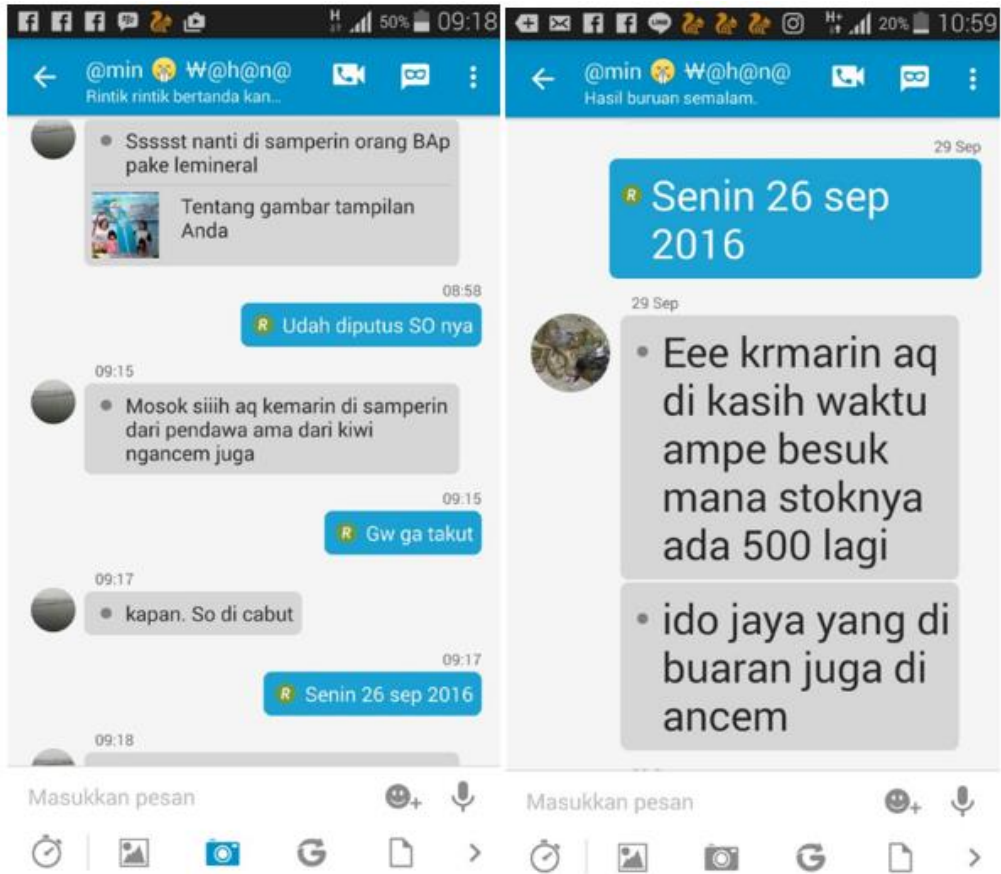 50% 09:18
@min W@h@n@
Rintik rintik bertanda kan...
Ssssst nanti di samperin orang BAp
pake lemineral
Tentang gambar tampilan
Anda
08:58
R Udah diputus SO nya
09:15
Mosok siiih aq kemarin di samperin
dari pendawa ama dari kiwi
ngancem juga
09:15
R Gw ga takut
09:17
kapan. So di cabut
09:17
R Senin 26 sep 2016
09:18
Masukkan pesan
G
H+ 20% 10:59
@min W@h@n@
Hasil buruan semalam.
29 Sep
R Senin 26 sep
2016
29 Sep
Eee krmarin aq
di kasih waktu
ampe besuk
mana stoknya
ada 500 lagi
ido jaya yang di
buaran juga di
ancem
Masukkan pesan
G